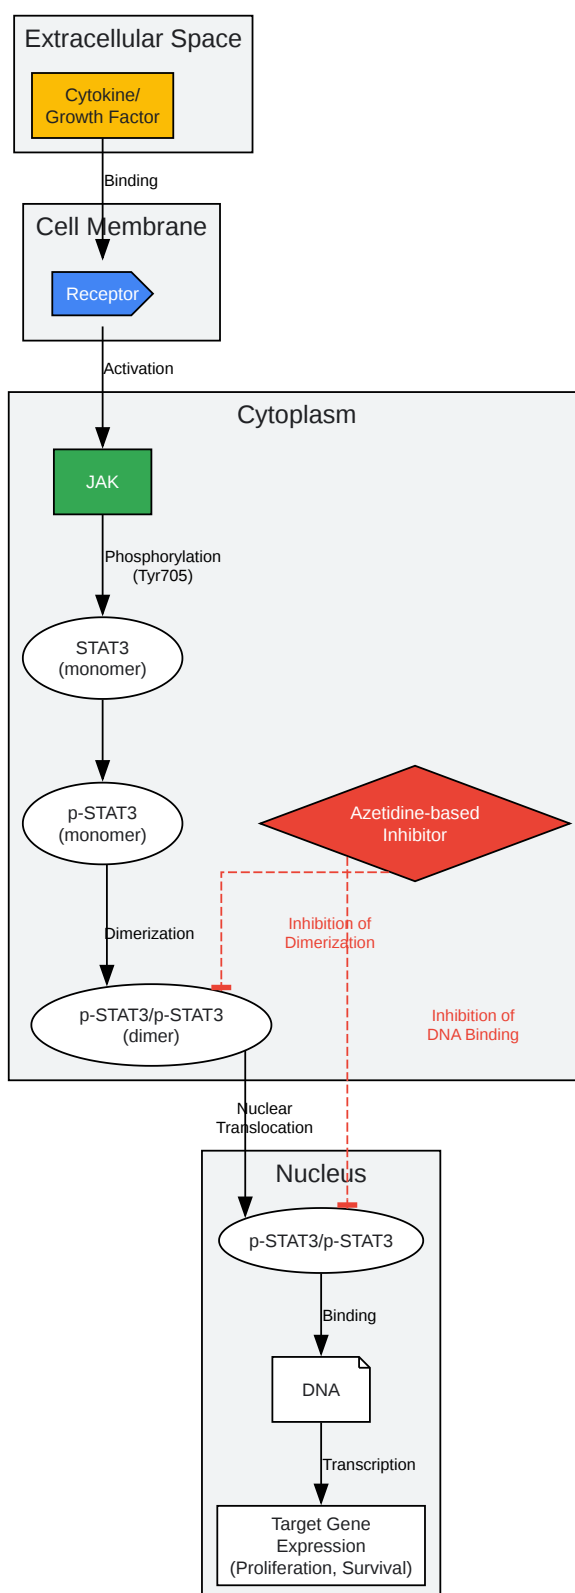 Extracellular Space
Cytokine/
Growth Factor
Binding
Cell Membrane
Receptor
Activation
Cytoplasm
JAK
Phosphorylation
(Tyr705)
STAT3
(monomer)
p-STAT3
(monomer)
Azetidine-based
Inhibitor
Dimerization
Inhibition of
Dimerization
p-STAT3/p-STAT3
(dimer)
Inhibition of
DNA Binding
Nuclear
Translocation
Nucleus
p-STAT3/p-STAT3
Binding
DNA
Transcription
Target Gene
Expression
(Proliferation, Survival)